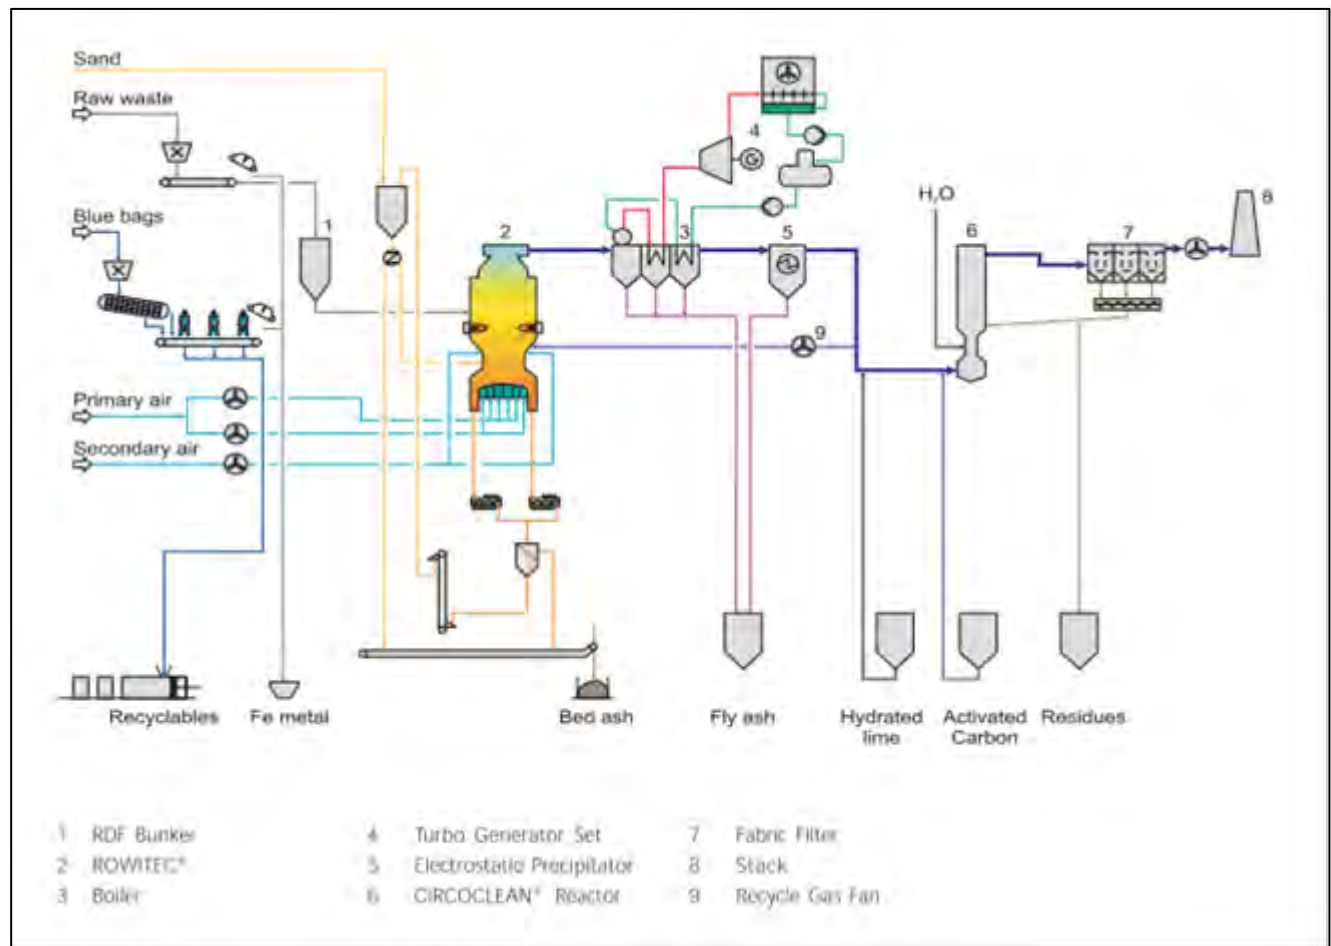 Sand
Raw waste
Blue bags
Primary air
Secondary air
1
2
3
4
G
5
H₂O
6
7
8
9
Recyclables
Fe metal
Bed ash
Fly ash
Hydrated
lime
Activated
Carbon
Residues
1 RDF Bunker
2 ROWITEC®
3 Boiler
4 Turbo Generator Set
5 Electrostatic Precipitator
6 CIRCOCLEAN® Reactor
7 Fabric Filter
8 Stack
9 Recycle Gas Fan